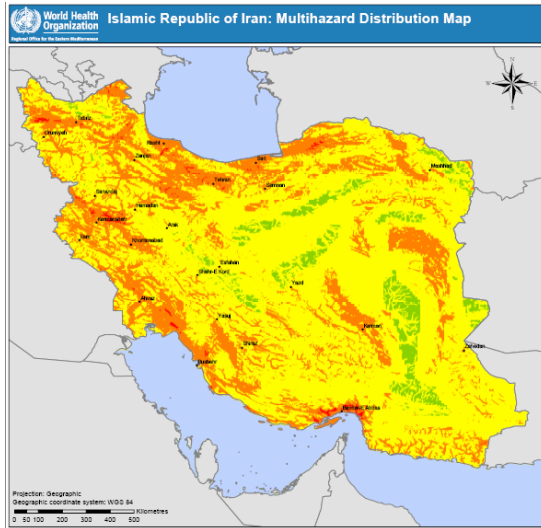 World Health
Organization
Regional Office for the Eastern Mediterranean
Islamic Republic of Iran: Multihazard Distribution Map
N
W
E
S
Tabriz
Urumiyeh
Rasht
Zanjan
Sari
Mashhad
Tehran
Semnan
Sanandaj
Hamadan
Kermanshah
Arak
Ilam
Khorramabad
Esfahan
Shahr-E Kord
Yazd
Ahvaz
Yasuj
Kerman
Shiraz
Zahedan
Bushehr
Bandar Abbas
Projection: Geographic
Geographic coordinate system: WGS 84
Kilometres
0 50 100 200 300 400 500